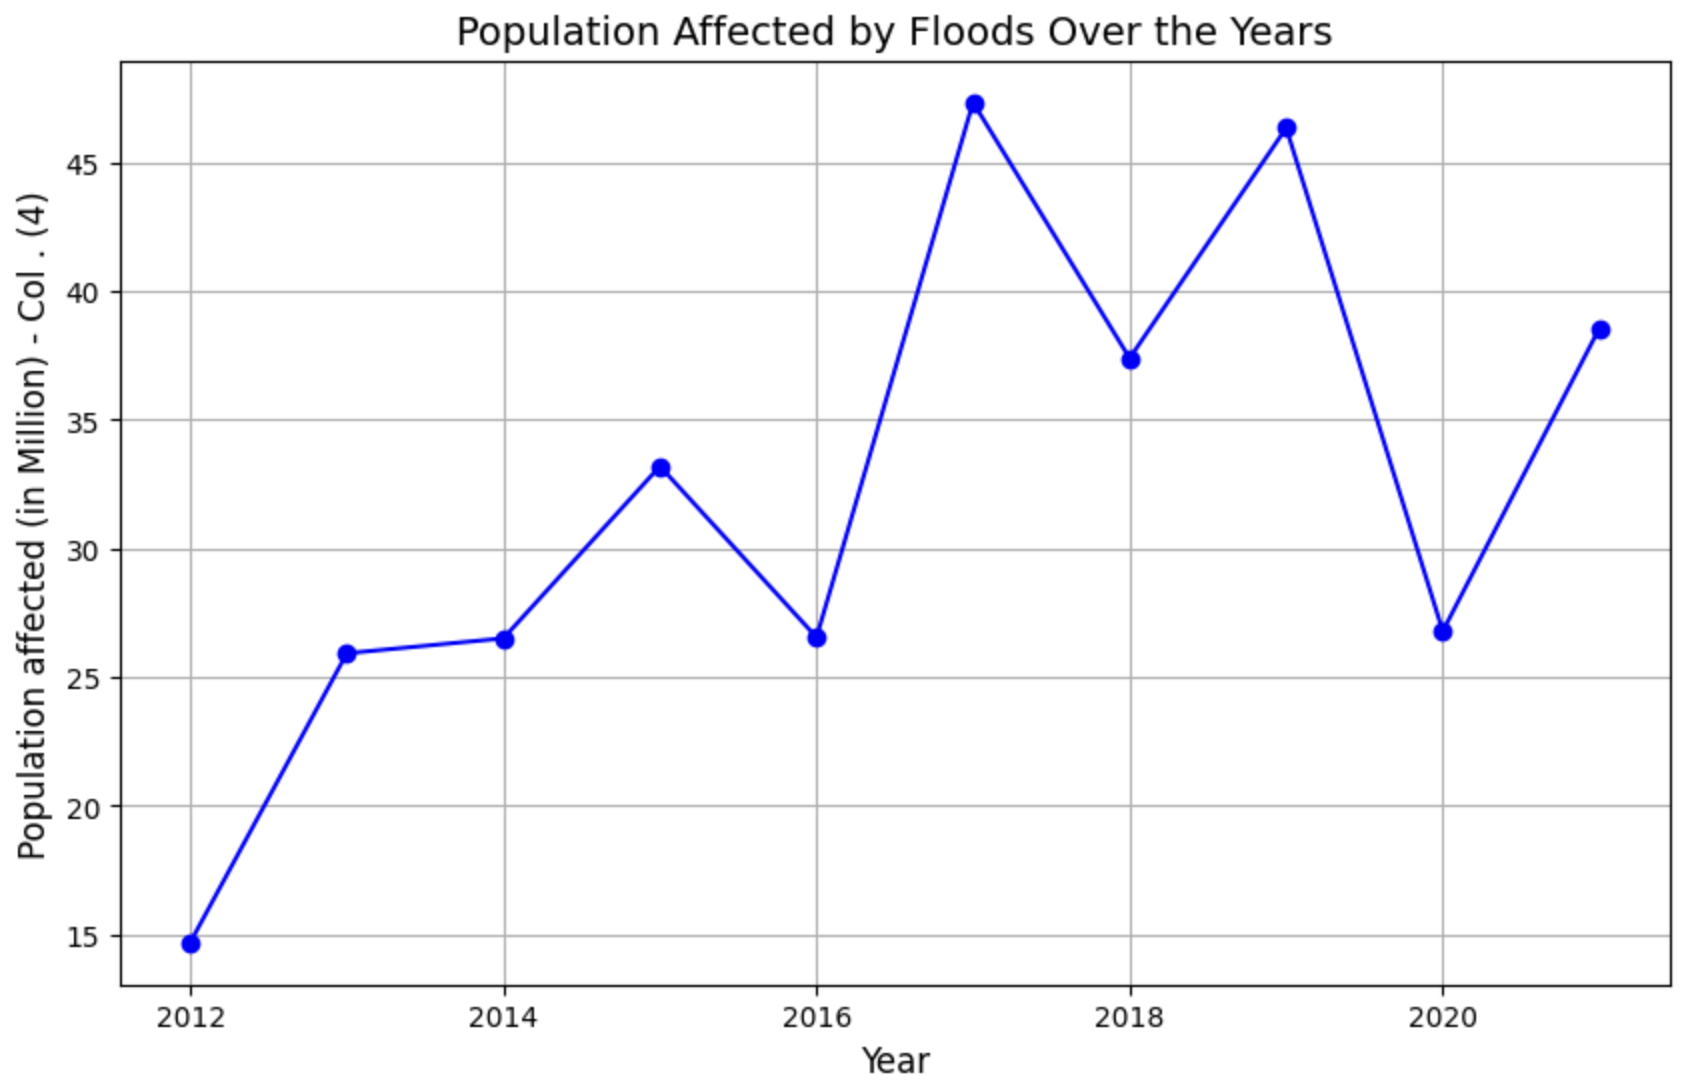 Population Affected by Floods Over the Years
Population affected (in Million) - Col . (4)
45
40
35
30
25
20
15
2012 2014 2016 2018 2020
Year